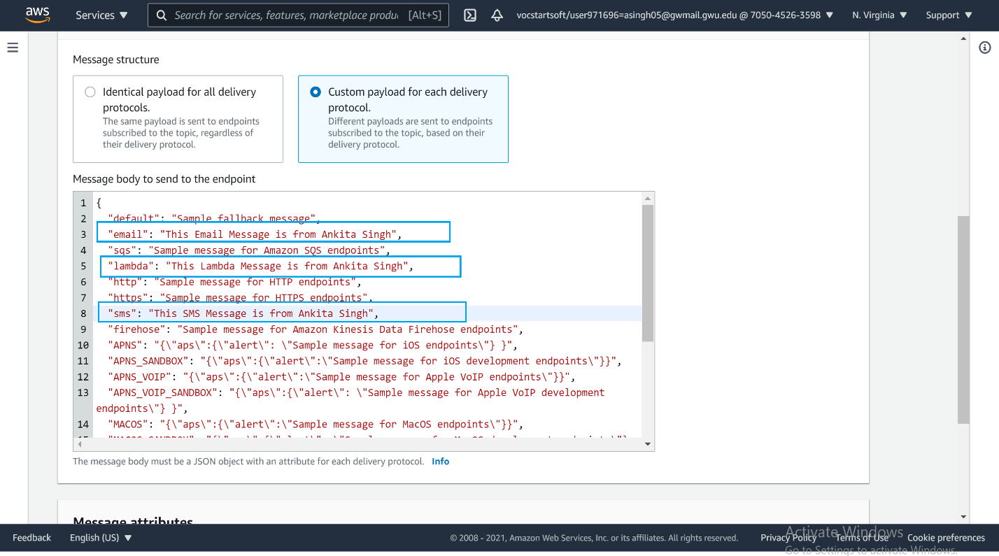 aws
Services ▼
Search for services, features, marketplace produ [Alt+S]
vocstartsoft/user971696=asingh05@gwmail.gwu.edu @ 7050-4526-3598 ▼
N. Virginia ▼
Support ▼
Message structure
Identical payload for all delivery
protocols.
The same payload is sent to endpoints
subscribed to the topic, regardless of
their delivery protocol.
Custom payload for each delivery
protocol.
Different payloads are sent to endpoints
subscribed to the topic, based on their
delivery protocol.
Message body to send to the endpoint
1 {
2 "default": "Sample fallback message",
3 "email": "This Email Message is from Ankita Singh",
4 "sqs": "Sample message for Amazon SQS endpoints",
5 "lambda": "This Lambda Message is from Ankita Singh",
6 "http": "Sample message for HTTP endpoints",
7 "https": "Sample message for HTTPS endpoints",
8 "sms": "This SMS Message is from Ankita Singh",
9 "firehose": "Sample message for Amazon Kinesis Data Firehose endpoints",
10 "APNS": "{\"aps\":{\"alert\": \"Sample message for iOS endpoints\"} }",
11 "APNS_SANDBOX": "{\"aps\":{\"alert\":\"Sample message for iOS development endpoints\"}}",
12 "APNS_VOIP": "{\"aps\":{\"alert\":\"Sample message for Apple VoIP endpoints\"}}",
13 "APNS_VOIP_SANDBOX": "{\"aps\":{\"alert\": \"Sample message for Apple VoIP development
endpoints\"} }",
14 "MACOS": "{\"aps\":{\"alert\":\"Sample message for MacOS endpoints\"}}",
The message body must be a JSON object with an attribute for each delivery protocol. Info
Message attributes
Feedback
English (US) ▼
© 2008 - 2021, Amazon Web Services, Inc. or its affiliates. All rights reserved.
Privacy Policy
Terms of Use
Cookie preferences
Activate Windows
Go to Settings to activate Windows.